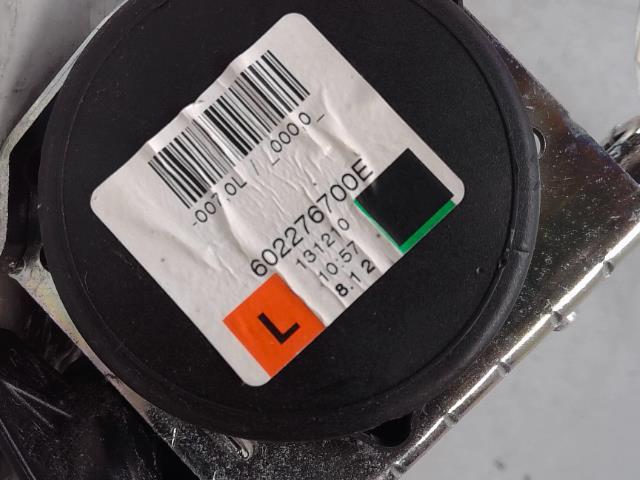 -007.0L / _000.0_
602276700E
131210
10:57
8.1 2
L